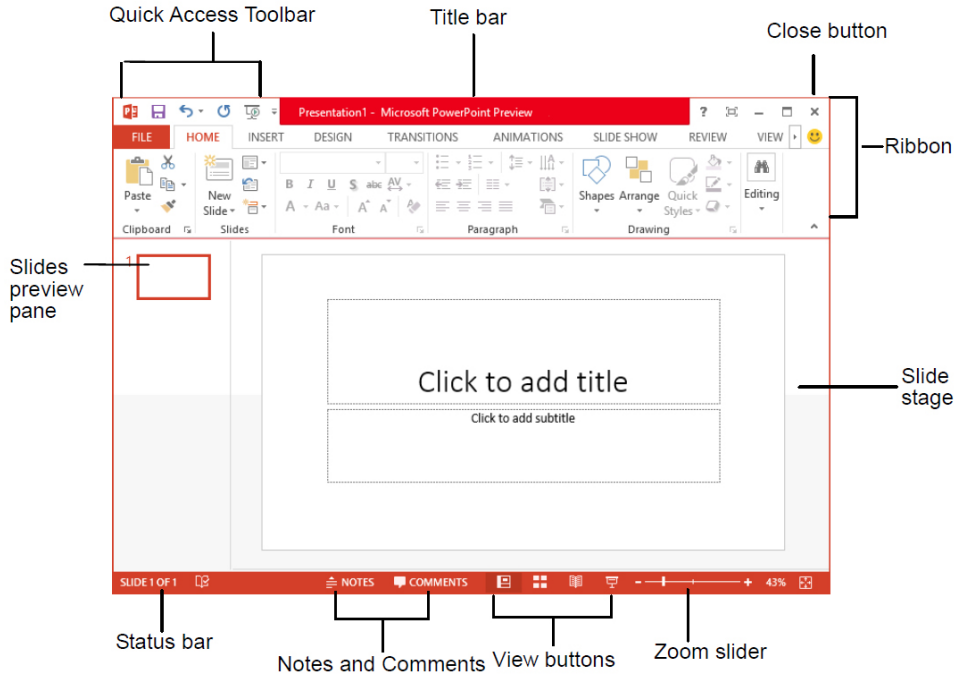 Quick Access Toolbar
Title bar
Close button
Presentation1 - Microsoft PowerPoint Preview
?
FILE HOME INSERT DESIGN TRANSITIONS ANIMATIONS SLIDE SHOW REVIEW VIEW
Ribbon
Paste
New
Slide
B I U S abc AV
A Aa A A
Shapes Arrange Quick
Styles
Editing
Clipboard Slides Font Paragraph Drawing
Slides
preview
pane
1
Click to add title
Click to add subtitle
Slide
stage
SLIDE 1 OF 1 NOTES COMMENTS - + 43%
Status bar
Notes and Comments
View buttons
Zoom slider